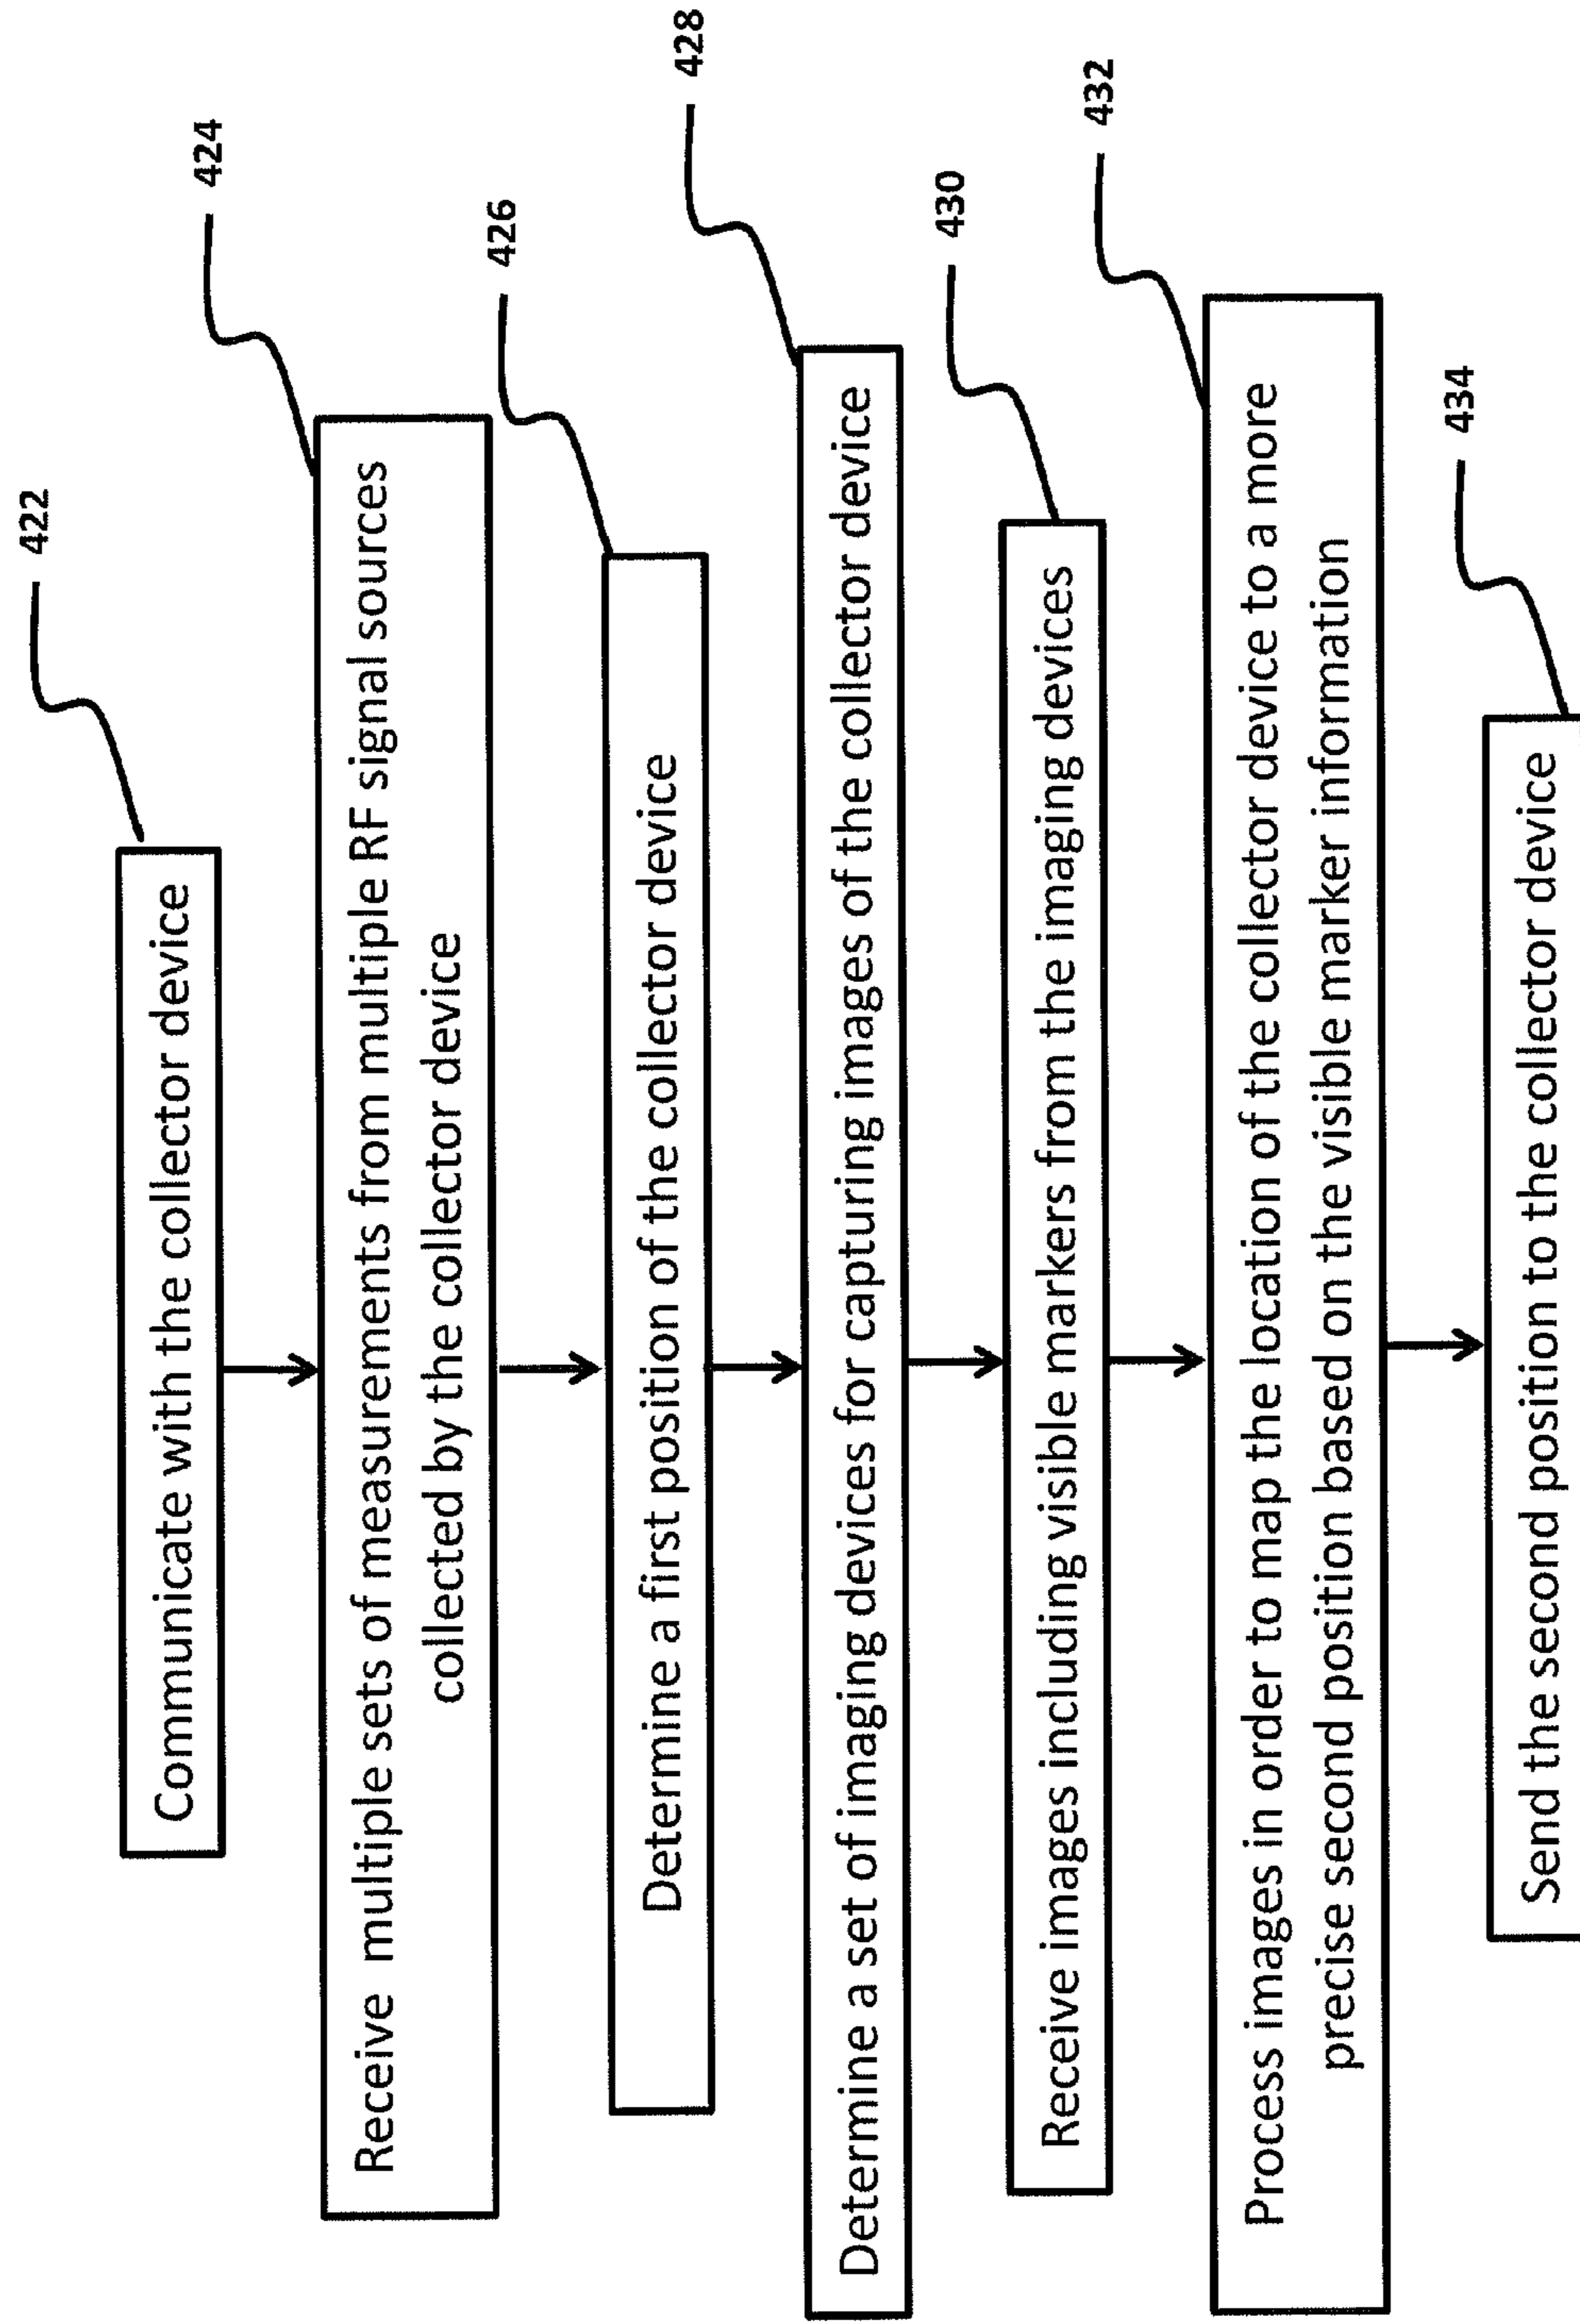 422
Communicate with the collector device
424
Receive multiple sets of measurements from multiple RF signal sources
collected by the collector device
426
Determine a first position of the collector device
428
Determine a set of imaging devices for capturing images of the collector device
430
Receive images including visible markers from the imaging devices
432
Process images in order to map the location of the collector device to a more
precise second position based on the visible marker information
434
Send the second position to the collector device